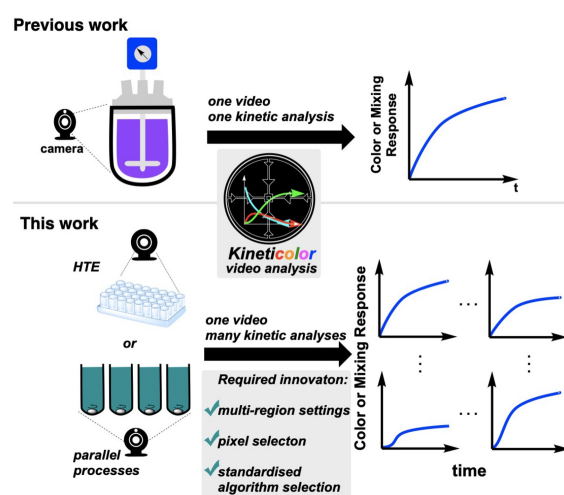 Previous work
camera
one video
one kinetic analysis
Color or Mixing
Response
t
Kineticolor
video analysis
This work
HTE
or
parallel
processes
one video
many kinetic analyses
Required innovaton:
multi-region settings
pixel selecton
standardised
algorithm selection
Color or Mixing Response
...
...
...
...
time